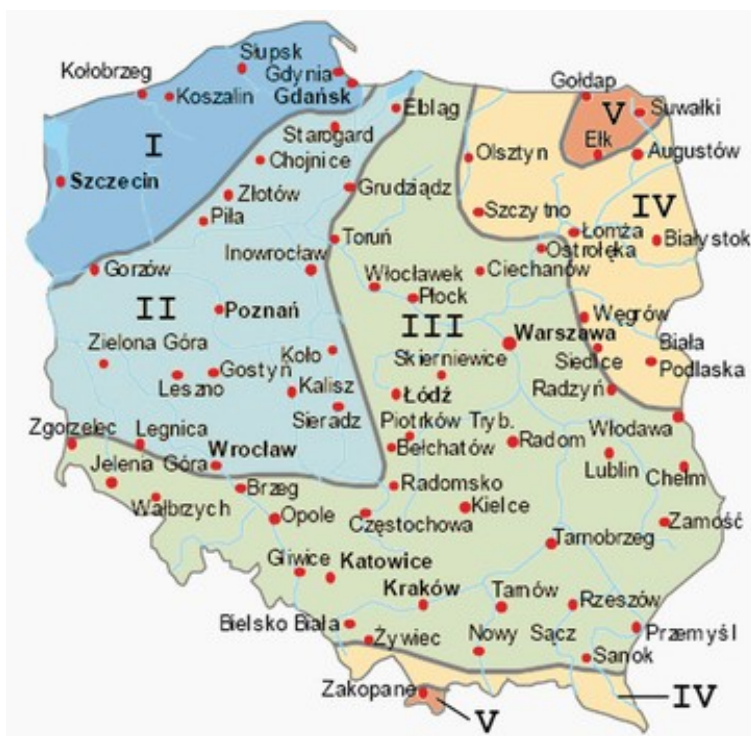 Słupsk
Kołobrzeg
Gdynia
Koszalin
Gdańsk
I
Szczecin
Starogard
Chojnice
Złotów
Piła
Elbląg
Grudziądz
Olsztyn
Szczytno
Gołdap
V
Suwałki
Ełk
Augustów
IV
Łomża
Białystok
Ostrołęka
Gorzów
Inowrocław
Toruń
Włocławek
Płock
Ciechanów
II
Poznań
III
Warszawa
Węgrów
Biała
Podlaska
Siedlce
Zielona Góra
Koło
Skierniewice
Gostyń
Leszno
Kalisz
Łódź
Radzyń
Sieradz
Zgorzelec
Legnica
Wrocław
Piotrków Tryb.
Bełchatów
Radom
Włodawa
Lublin
Chełm
Jelenia Góra
Wałbrzych
Brzeg
Opole
Radomsko
Częstochowa
Kielce
Zamość
Tarnobrzeg
Gliwice
Katowice
Kraków
Tarnów
Rzeszów
Bielsko Biała
Żywiec
Nowy Sącz
Przemyśl
Sanok
Zakopane
V
IV